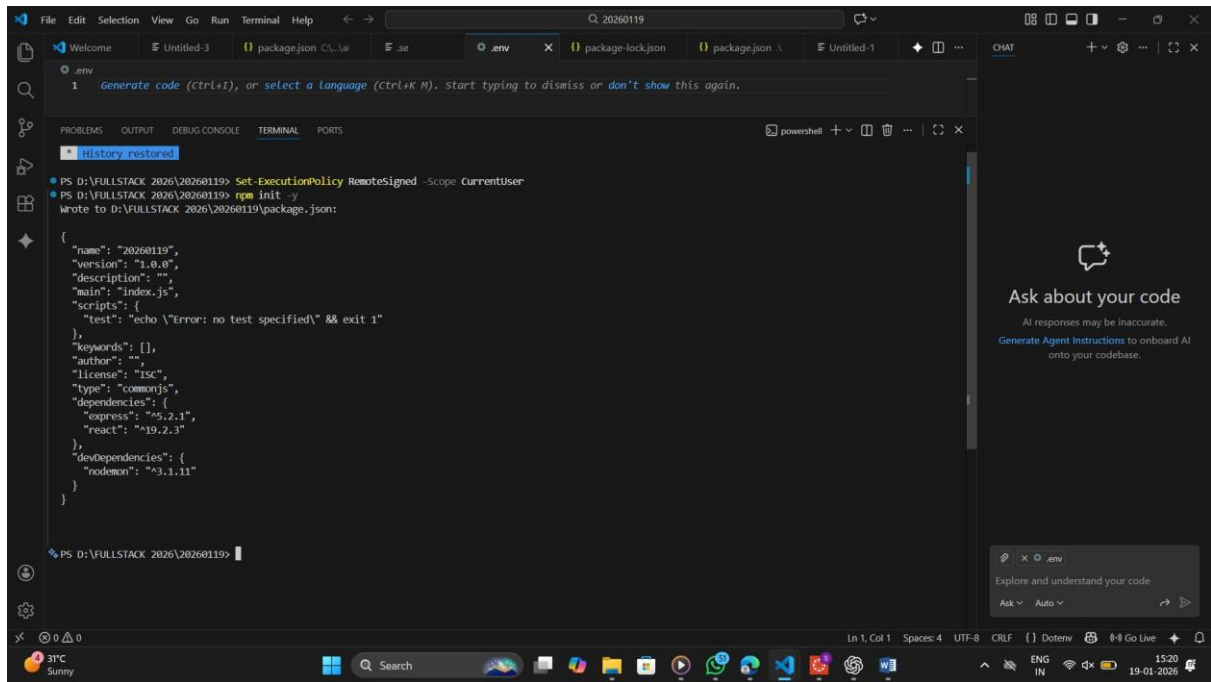 File Edit Selection View Go Run Terminal Help
20260119
Welcome Untitled-3 package.json .se .env package-lock.json package.json .\ Untitled-1
CHAT
.env
1 Generate code (Ctrl+I), or select a language (Ctrl+K M). Start typing to dismiss or don't show this again.
PROBLEMS OUTPUT DEBUG CONSOLE TERMINAL PORTS
powershell
* History restored
PS D:\FULLSTACK 2026\20260119> Set-ExecutionPolicy RemoteSigned -Scope CurrentUser
PS D:\FULLSTACK 2026\20260119> npm init -y
Wrote to D:\FULLSTACK 2026\20260119\package.json:
{
"name": "20260119",
"version": "1.0.0",
"description": "",
"main": "index.js",
"scripts": {
"test": "echo \"Error: no test specified\" && exit 1"
},
"keywords": [],
"author": "",
"license": "ISC",
"type": "commonjs",
"dependencies": {
"express": "^5.2.1",
"react": "^19.2.3"
},
"devDependencies": {
"nodemon": "^3.1.11"
}
}
PS D:\FULLSTACK 2026\20260119>
Ask about your code
AI responses may be inaccurate.
Generate Agent Instructions to onboard AI
onto your codebase.
.env
Explore and understand your code
Ask Auto
0 0
Ln 1, Col 1 Spaces: 4 UTF-8 CRLF {} Dotenv Go Live
4
31°C
Sunny
Search
51
ENG
IN
15:20
19-01-2026